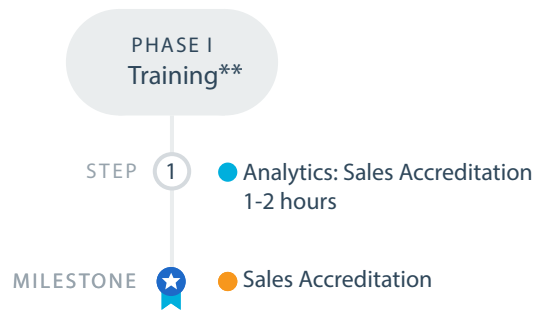 PHASE I
Training**
STEP 1 Analytics: Sales Accreditation
1-2 hours
MILESTONE Sales Accreditation